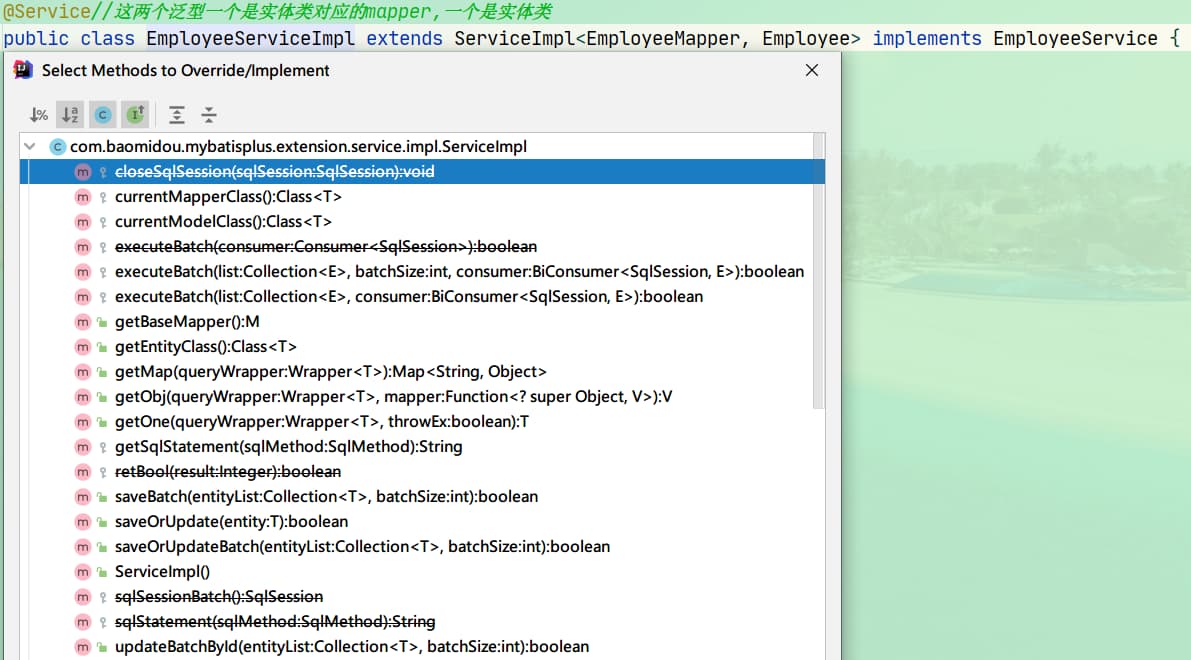 @Service//这两个泛型一个是实体类对应的mapper,一个是实体类
public class EmployeeServiceImpl extends ServiceImpl<EmployeeMapper, Employee> implements EmployeeService {
Select Methods to Override/Implement
com.baomidou.mybatisplus.extension.service.impl.ServiceImpl
closeSqlSession(sqlSession:SqlSession):void
currentMapperClass():Class<T>
currentModelClass():Class<T>
executeBatch(consumer:Consumer<SqlSession>):boolean
executeBatch(list:Collection<E>, batchSize:int, consumer:BiConsumer<SqlSession, E>):boolean
executeBatch(list:Collection<E>, consumer:BiConsumer<SqlSession, E>):boolean
getBaseMapper():M
getEntityClass():Class<T>
getMap(queryWrapper:Wrapper<T>):Map<String, Object>
getObj(queryWrapper:Wrapper<T>, mapper:Function<? super Object, V>):V
getOne(queryWrapper:Wrapper<T>, throwEx:boolean):T
getSqlStatement(sqlMethod:SqlMethod):String
retBool(result:Integer):boolean
saveBatch(entityList:Collection<T>, batchSize:int):boolean
saveOrUpdate(entity:T):boolean
saveOrUpdateBatch(entityList:Collection<T>, batchSize:int):boolean
ServiceImpl()
sqlSessionBatch():SqlSession
sqlStatement(sqlMethod:SqlMethod):String
updateBatchById(entityList:Collection<T>, batchSize:int):boolean